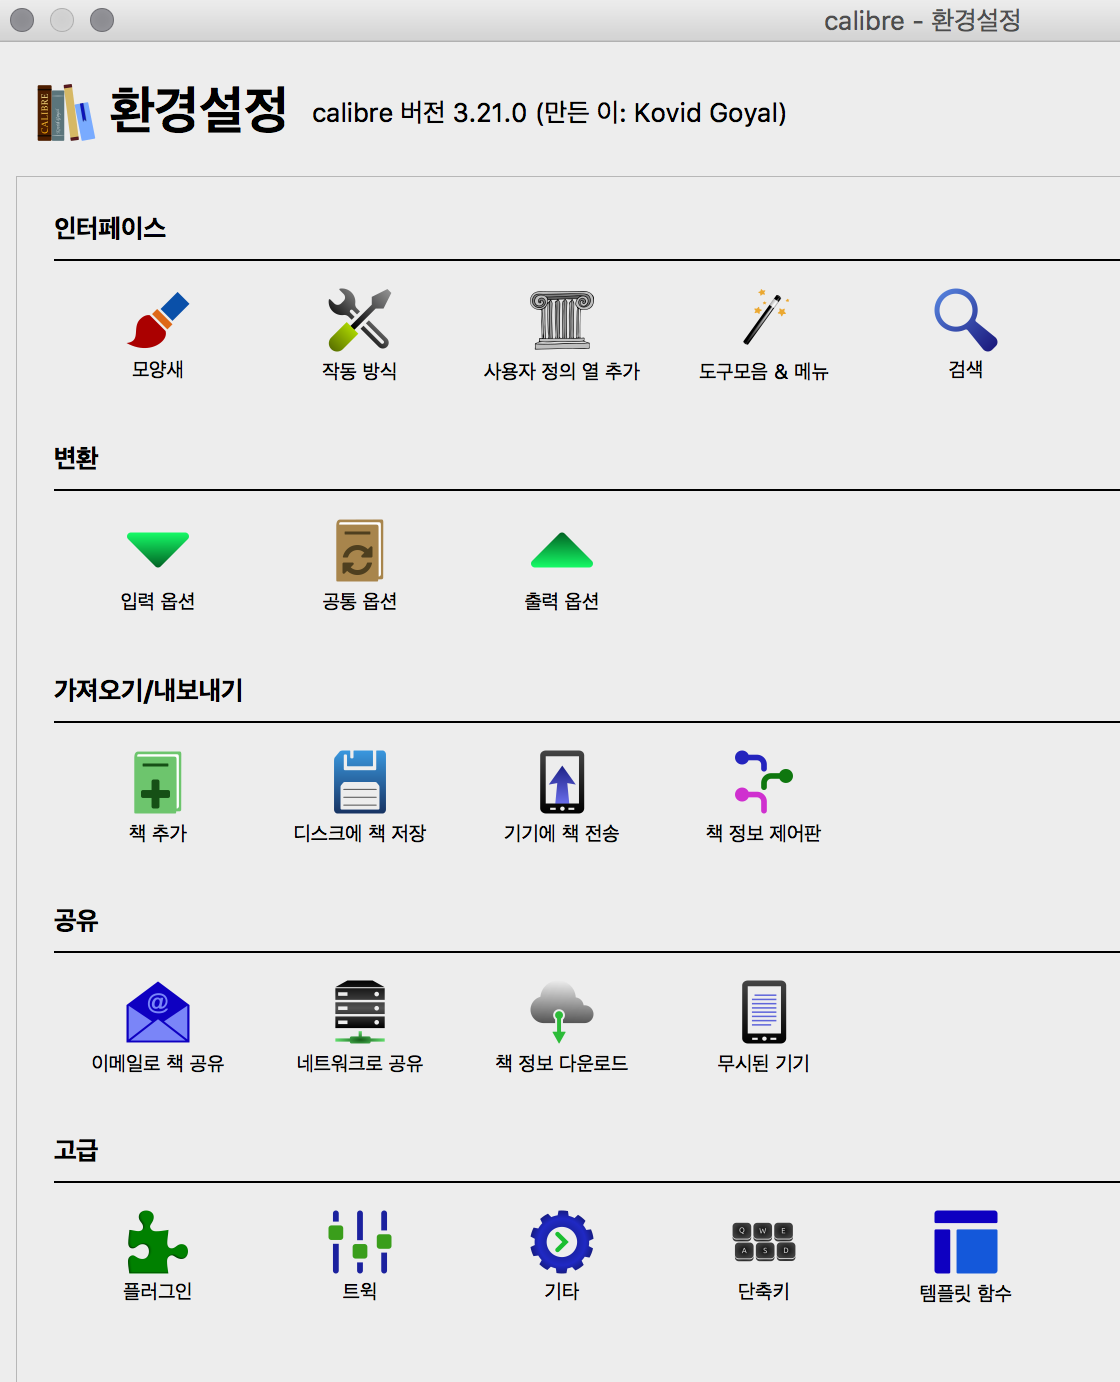 calibre - 환경설정
CALIBRE
환경설정 calibre 버전 3.21.0 (만든 이: Kovid Goyal)
인터페이스
모양새 작동 방식 사용자 정의 열 추가 도구모음 & 메뉴 검색
변환
입력 옵션 공통 옵션 출력 옵션
가져오기/내보내기
책 추가 디스크에 책 저장 기기에 책 전송 책 정보 제어판
공유
@
이메일로 책 공유 네트워크로 공유 책 정보 다운로드 무시된 기기
고급
Q W E
A S D
플러그인 트윅 기타 단축키 템플릿 함수